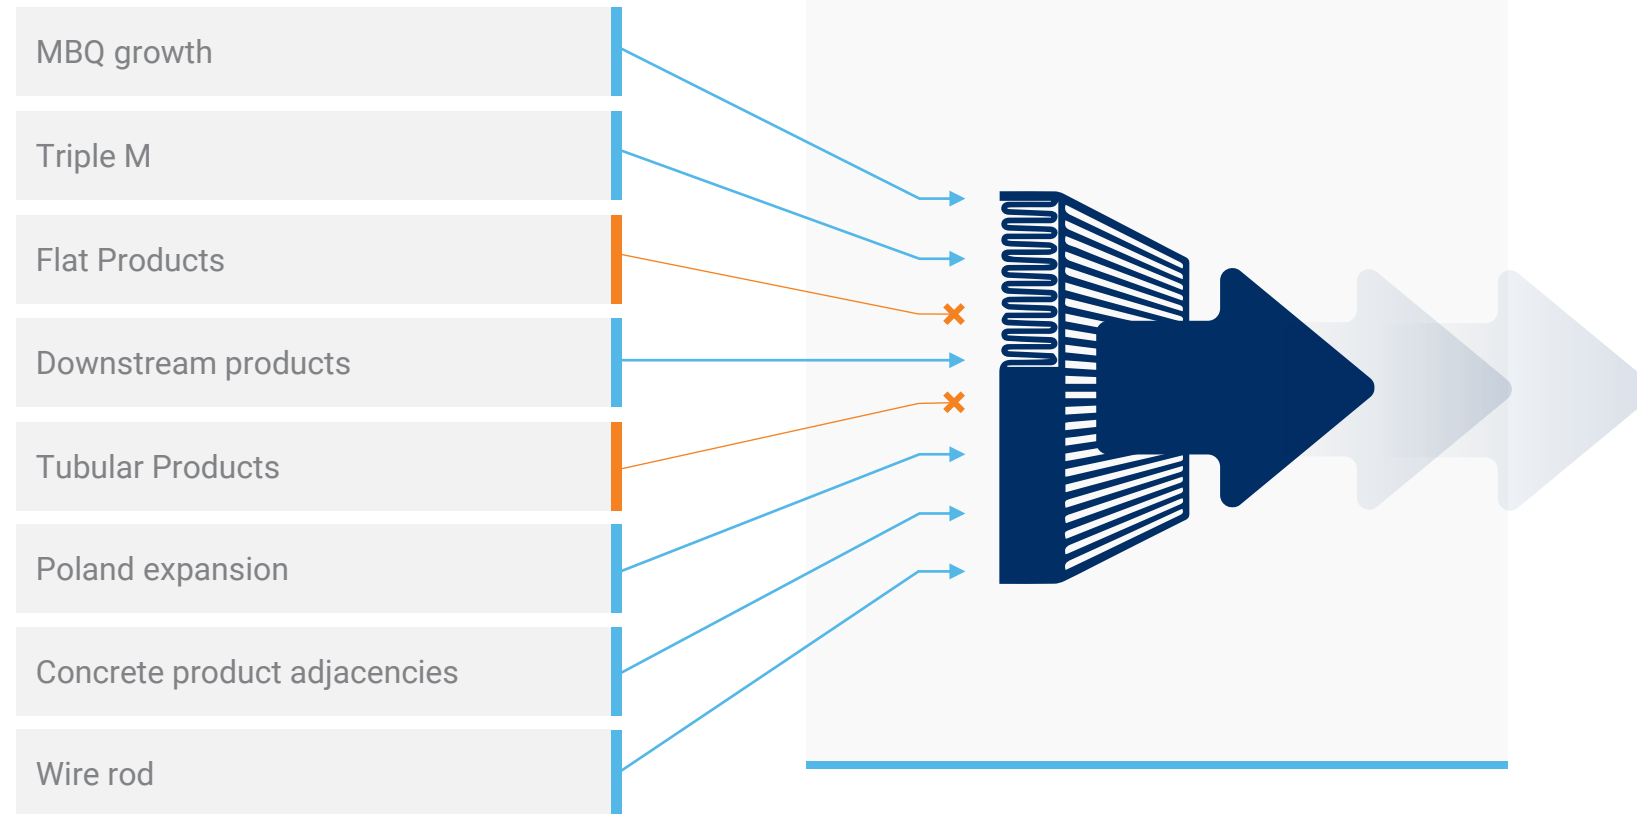 MBQ growth
Triple M
Flat Products
Downstream products
Tubular Products
Poland expansion
Concrete product adjacencies
Wire rod